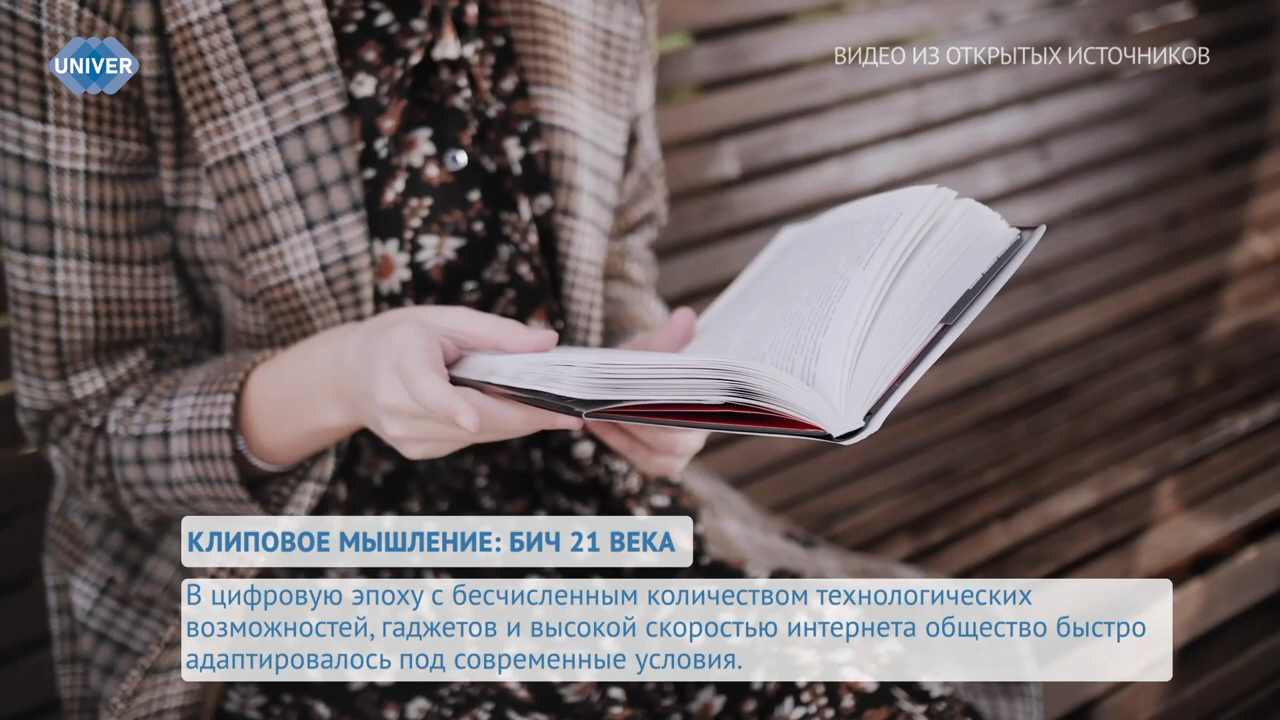 UNIVER
ВИДЕО ИЗ ОТКРЫТЫХ ИСТОЧНИКОВ
КЛИПОВОЕ МЫШЛЕНИЕ: БИЧ 21 ВЕКА
В цифровую эпоху с бесчисленным количеством технологических
возможностей, гаджетов и высокой скоростью интернета общество быстро
адаптировалось под современные условия.